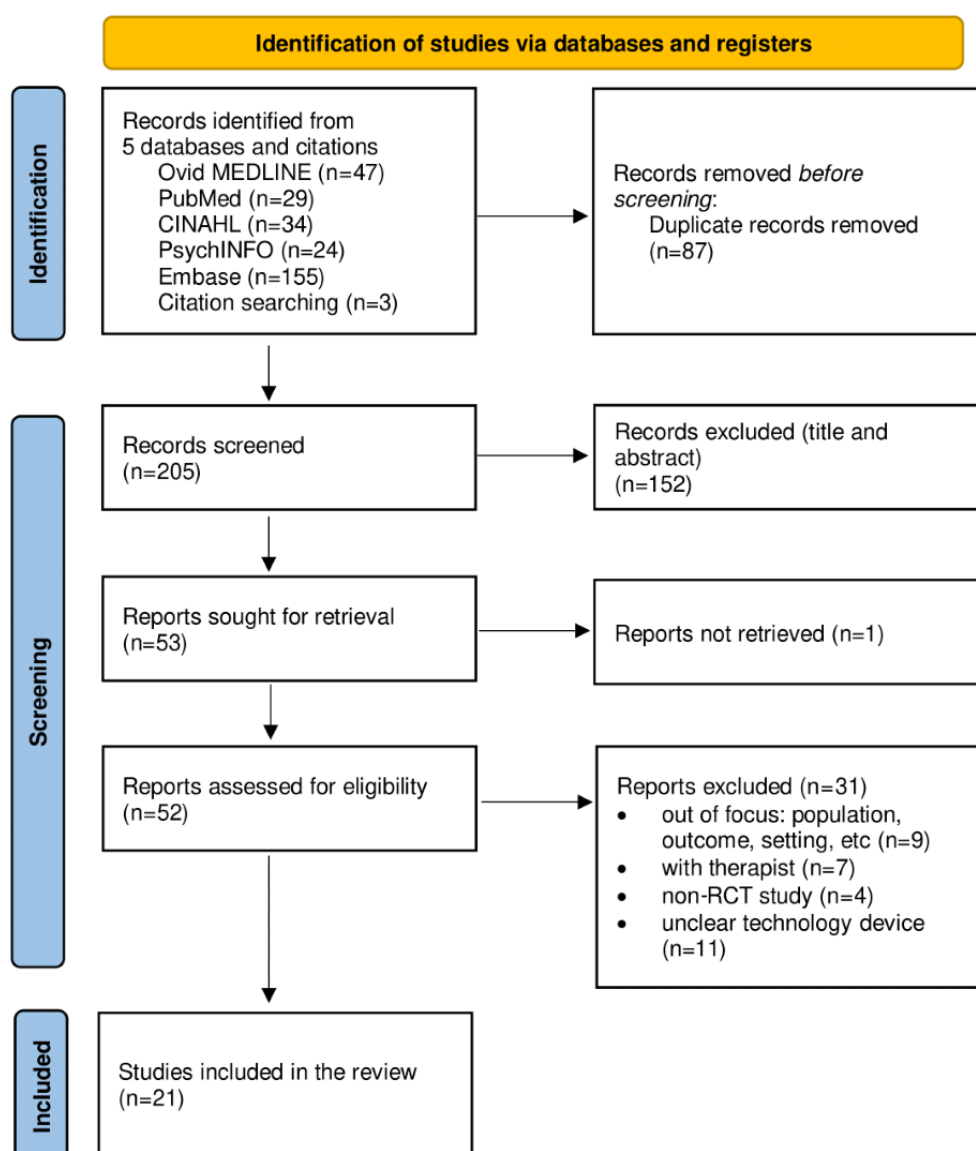 Identification of studies via databases and registers
Identification
Records identified from
5 databases and citations
Ovid MEDLINE (n=47)
PubMed (n=29)
CINAHL (n=34)
PsychINFO (n=24)
Embase (n=155)
Citation searching (n=3)
Records removed before
screening:
Duplicate records removed
(n=87)
Screening
Records screened
(n=205)
Records excluded (title and
abstract)
(n=152)
Reports sought for retrieval
(n=53)
Reports not retrieved (n=1)
Reports assessed for eligibility
(n=52)
Reports excluded (n=31)
• out of focus: population,
outcome, setting, etc (n=9)
• with therapist (n=7)
• non-RCT study (n=4)
• unclear technology device
(n=11)
Included
Studies included in the review
(n=21)